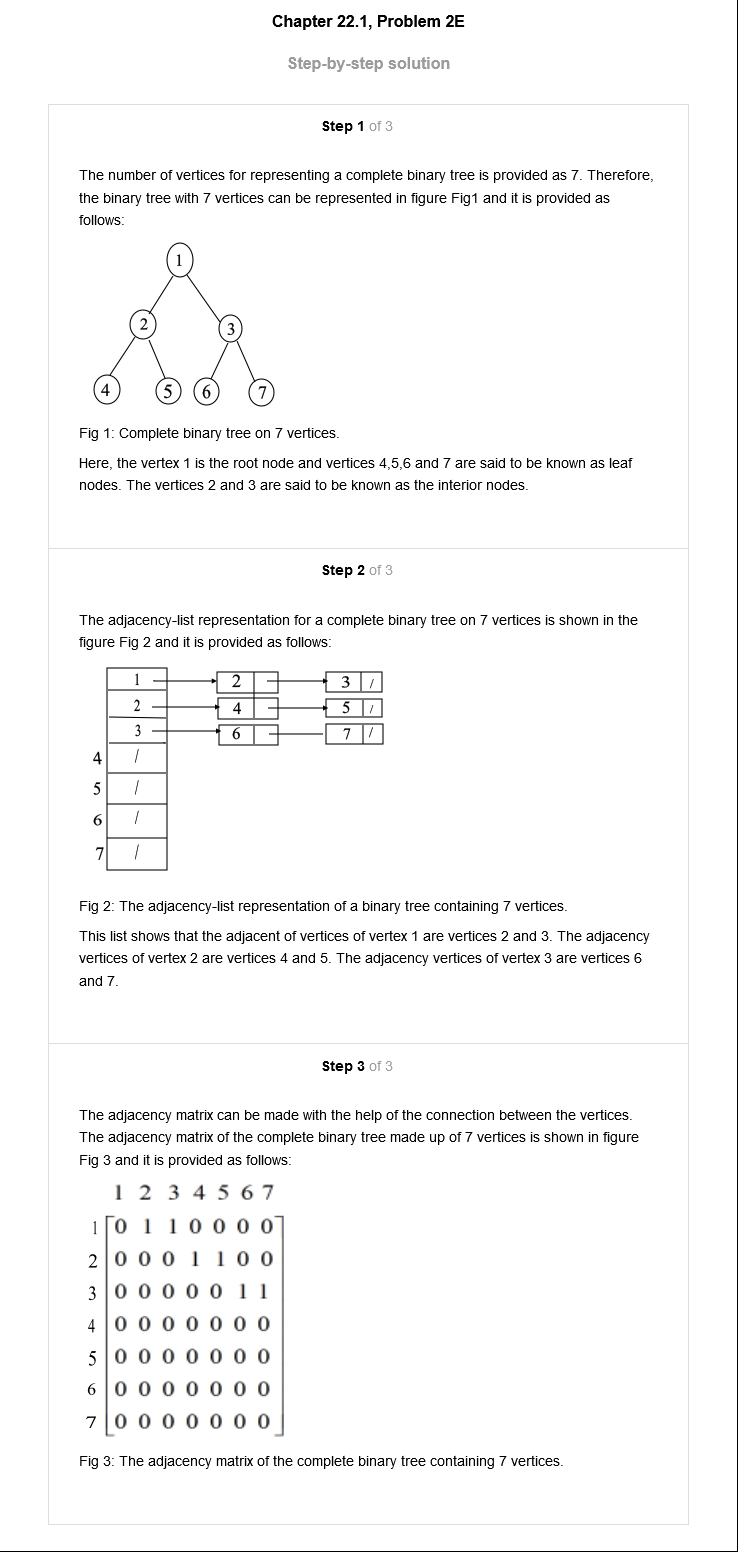 Chapter 22.1, Problem 2E
Step-by-step solution
Step 1 of 3
The number of vertices for representing a complete binary tree is provided as 7. Therefore,
the binary tree with 7 vertices can be represented in figure Fig1 and it is provided as
follows:
1
2 3
4 5 6 7
Fig 1: Complete binary tree on 7 vertices.
Here, the vertex 1 is the root node and vertices 4,5,6 and 7 are said to be known as leaf
nodes. The vertices 2 and 3 are said to be known as the interior nodes.
Step 2 of 3
The adjacency-list representation for a complete binary tree on 7 vertices is shown in the
figure Fig 2 and it is provided as follows:
1 2 3 /
2 4 5 /
3 6 7 /
4 /
5 /
6 /
7 /
Fig 2: The adjacency-list representation of a binary tree containing 7 vertices.
This list shows that the adjacent of vertices of vertex 1 are vertices 2 and 3. The adjacency
vertices of vertex 2 are vertices 4 and 5. The adjacency vertices of vertex 3 are vertices 6
and 7.
Step 3 of 3
The adjacency matrix can be made with the help of the connection between the vertices.
The adjacency matrix of the complete binary tree made up of 7 vertices is shown in figure
Fig 3 and it is provided as follows:
1 2 3 4 5 6 7
1 0 1 1 0 0 0 0
2 0 0 0 1 1 0 0
3 0 0 0 0 0 1 1
4 0 0 0 0 0 0 0
5 0 0 0 0 0 0 0
6 0 0 0 0 0 0 0
7 0 0 0 0 0 0 0
Fig 3: The adjacency matrix of the complete binary tree containing 7 vertices.